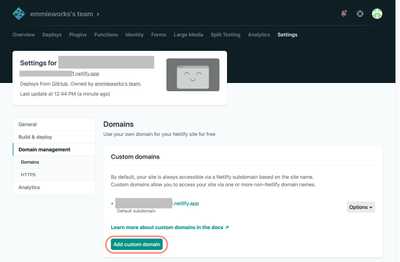 emmieworks's team ›
Overview Deploys Plugins Functions Identity Forms Large Media Split Testing Analytics Settings
Settings for
.netlify.app
Deploys from GitHub. Owned by emmieworks's team.
Last update at 12:44 PM (a minute ago)
General
Build & deploy
Domain management
Domains
HTTPS
Analytics
Domains
Use your own domain for your Netlify site for free
Custom domains
By default, your site is always accessible via a Netlify subdomain based on the site name.
Custom domains allow you to access your site via one or more non-Netlify domain names.
.netlify.app
Default subdomain
Options
Learn more about custom domains in the docs ↗
Add custom domain